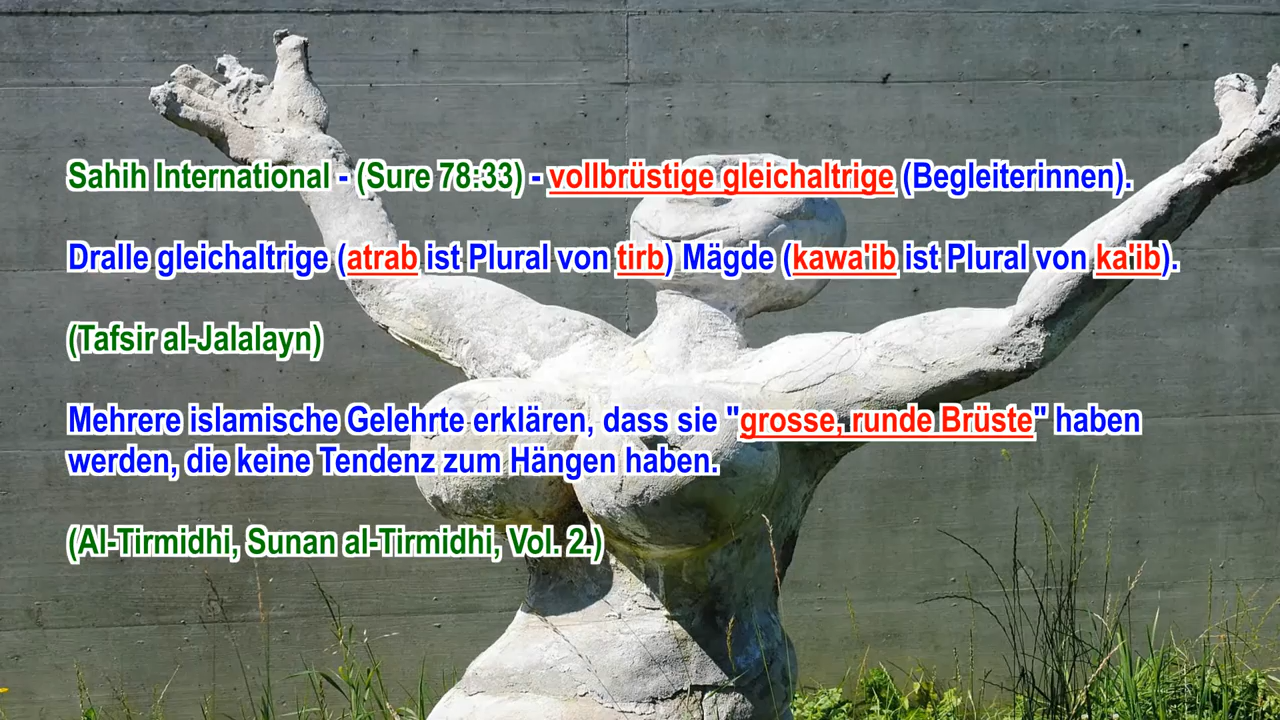 Sahih International - (Sure 78:33) - vollbrüstige gleichaltrige (Begleiterinnen).
Dralle gleichaltrige (atrab ist Plural von tirb) Mägde (kawa'ib ist Plural von ka'ib).
(Tafsir al-Jalalayn)
Mehrere islamische Gelehrte erklären, dass sie "grosse, runde Brüste" haben
werden, die keine Tendenz zum Hängen haben.
(Al-Tirmidhi, Sunan al-Tirmidhi, Vol. 2.)